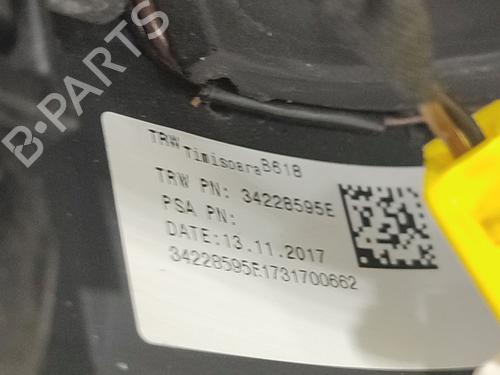 B-PARTS
TRW Timisoara B618
TRW PN: 34228595E
PSA PN:
DATE:13.11.2017
34228595E1731700662